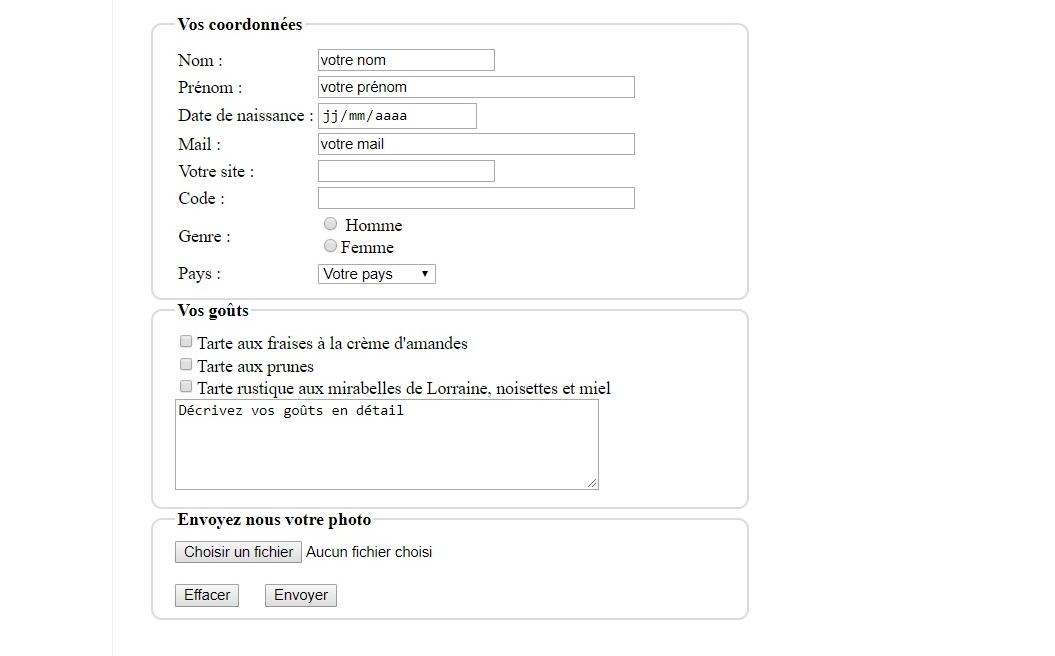 Vos coordonnées
Nom : votre nom
Prénom : votre prénom
Date de naissance : jj/mm/aaaa
Mail : votre mail
Votre site :
Code :
Homme
Genre :
Femme
Pays : Votre pays
Vos goûts
Tarte aux fraises à la crème d'amandes
Tarte aux prunes
Tarte rustique aux mirabelles de Lorraine, noisettes et miel
Décrivez vos goûts en détail
Envoyez nous votre photo
Choisir un fichier Aucun fichier choisi
Effacer Envoyer